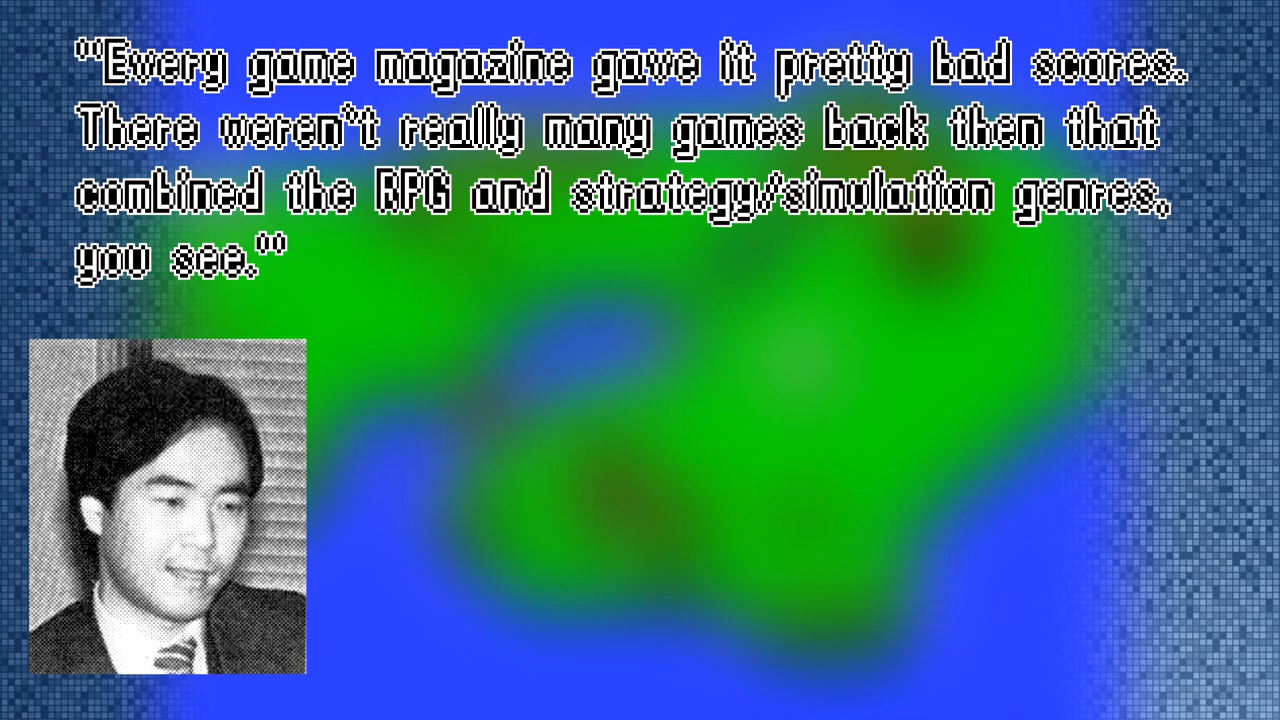 "Every game magazine gave it pretty bad scores.
There weren't really many games back then that
combined the RPG and strategy/simulation genres,
you see."